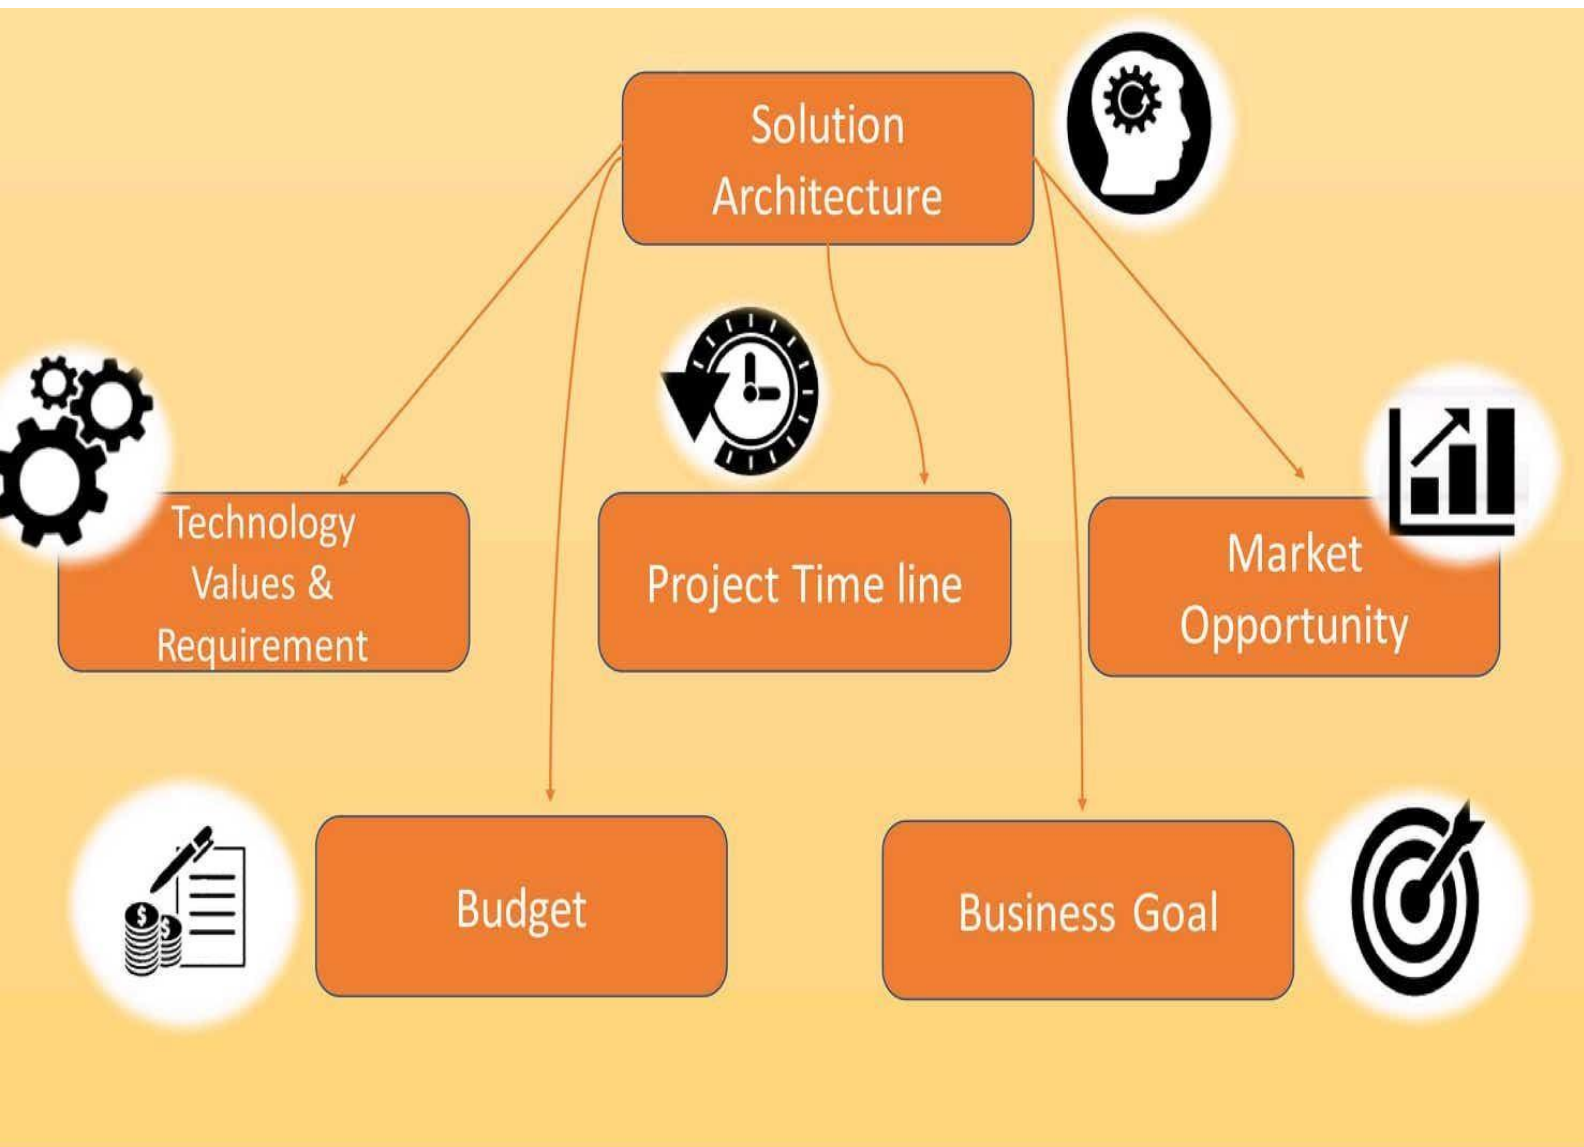 Solution
Architecture
Technology
Values &
Requirement
Project Time line
Market
Opportunity
Budget
Business Goal
$
$